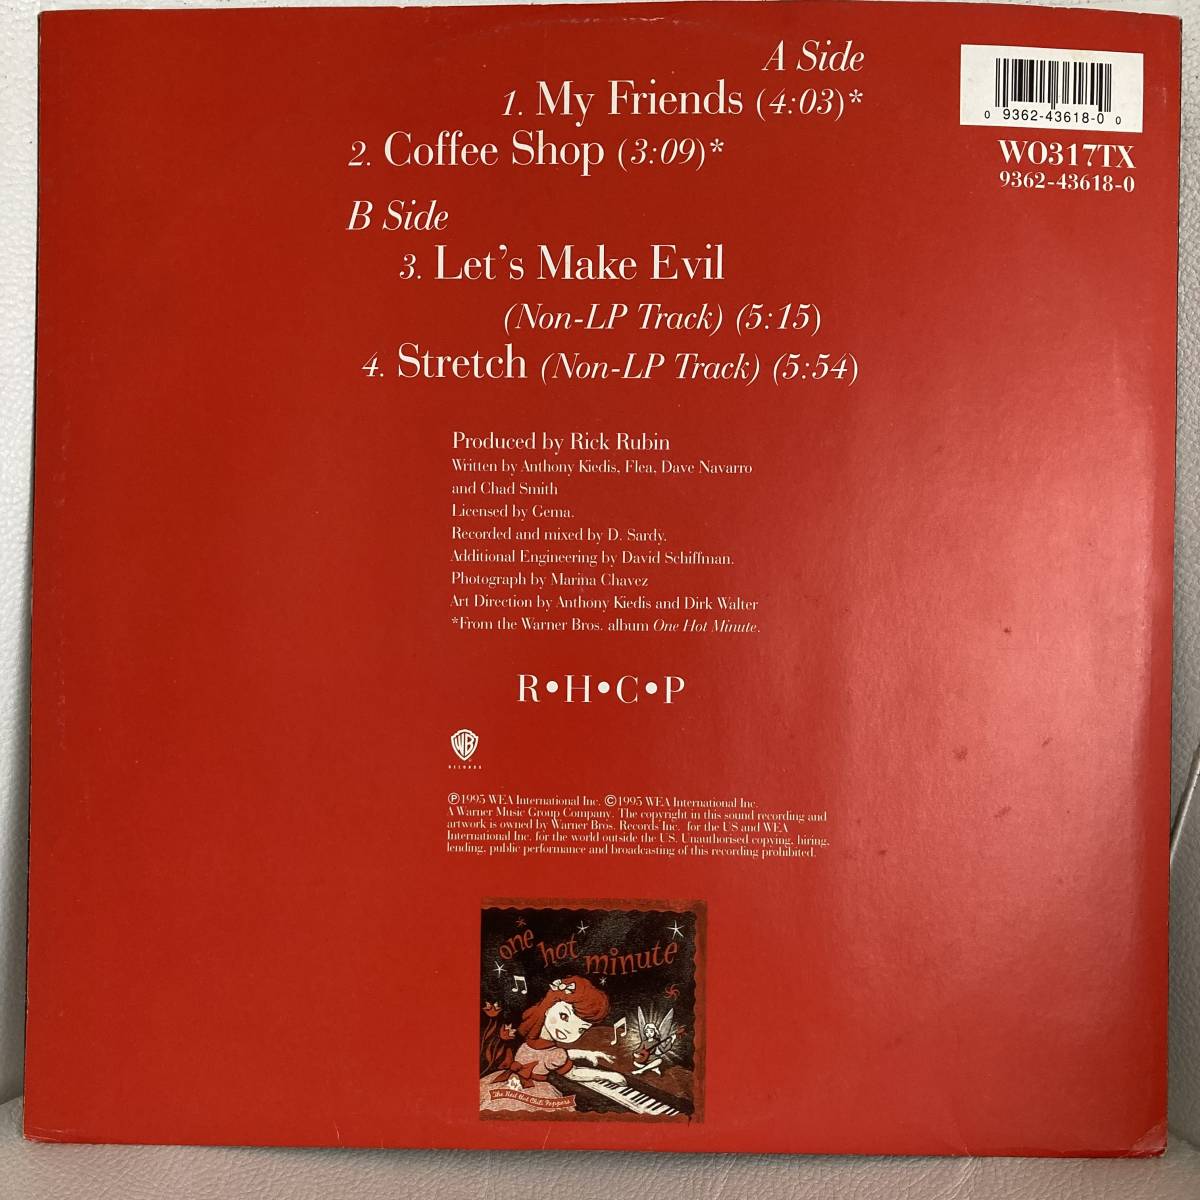 A Side
1. My Friends (4:03)*
2. Coffee Shop (3:09)*
B Side
3. Let's Make Evil
(Non-LP Track) (5:15)
4. Stretch (Non-LP Track) (5:54)
0 9362-43618-0 0
WO317TX
9362-43618-0
Produced by Rick Rubin
Written by Anthony Kiedis, Flea, Dave Navarro
and Chad Smith
Licensed by Gema.
Recorded and mixed by D. Sardy.
Additional Engineering by David Schiffman.
Photograph by Marina Chavez
Art Direction by Anthony Kiedis and Dirk Walter
*From the Warner Bros. album One Hot Minute.
R•H•C•P
WB
RECORDS
Ⓟ1995 WEA International Inc. ©1995 WEA International Inc.
A Warner Music Group Company. The copyright in this sound recording and
artwork is owned by Warner Bros. Records Inc. for the US and WEA
International Inc. for the world outside the US. Unauthorised copying, hiring,
lending, public performance and broadcasting of this recording prohibited.
one hot minute
The Red Hot Chili Peppers